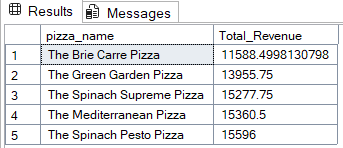 Results Messages
pizza_name Total_Revenue
1 The Brie Carre Pizza 11588.4998130798
2 The Green Garden Pizza 13955.75
3 The Spinach Supreme Pizza 15277.75
4 The Mediterranean Pizza 15360.5
5 The Spinach Pesto Pizza 15596